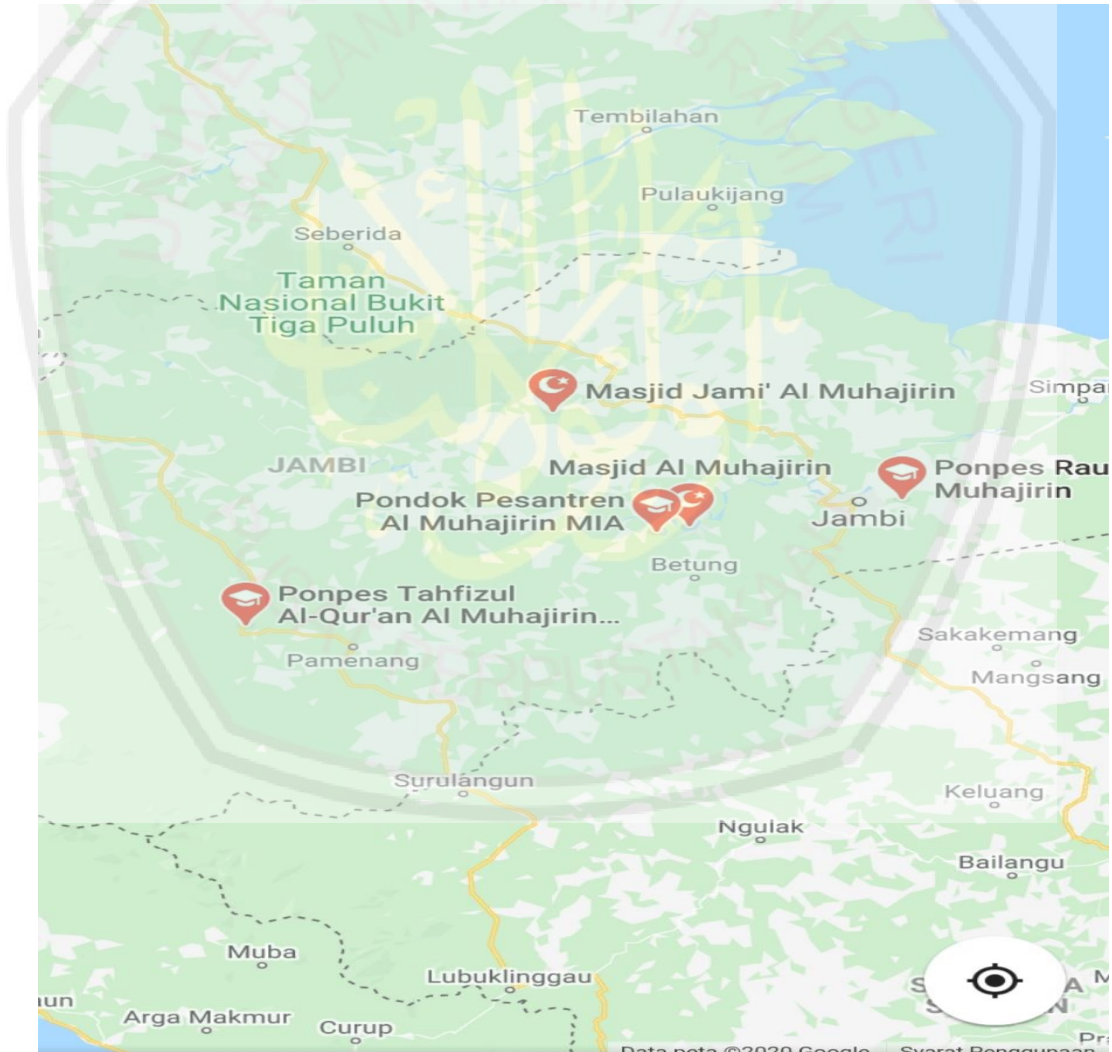 Tembilahan
Pulaukijang
Seberida
Taman
Nasional Bukit
Tiga Puluh
Masjid Jami' Al Muhajirin
JAMBI
Masjid Al Muhajirin
Pondok Pesantren
Al Muhajirin MIA
Ponpes Rau
Muhajirin
Jambi
Betung
Ponpes Tahfizul
Al-Qur'an Al Muhajirin...
Pamenang
Sakakemang
Mangsang
Surulangun
Keluang
Ngulak
Bailangu
Muba
Lubuklinggau
Arga Makmur
Curup
Data peta ©2020 Google
Syarat Penggunaan